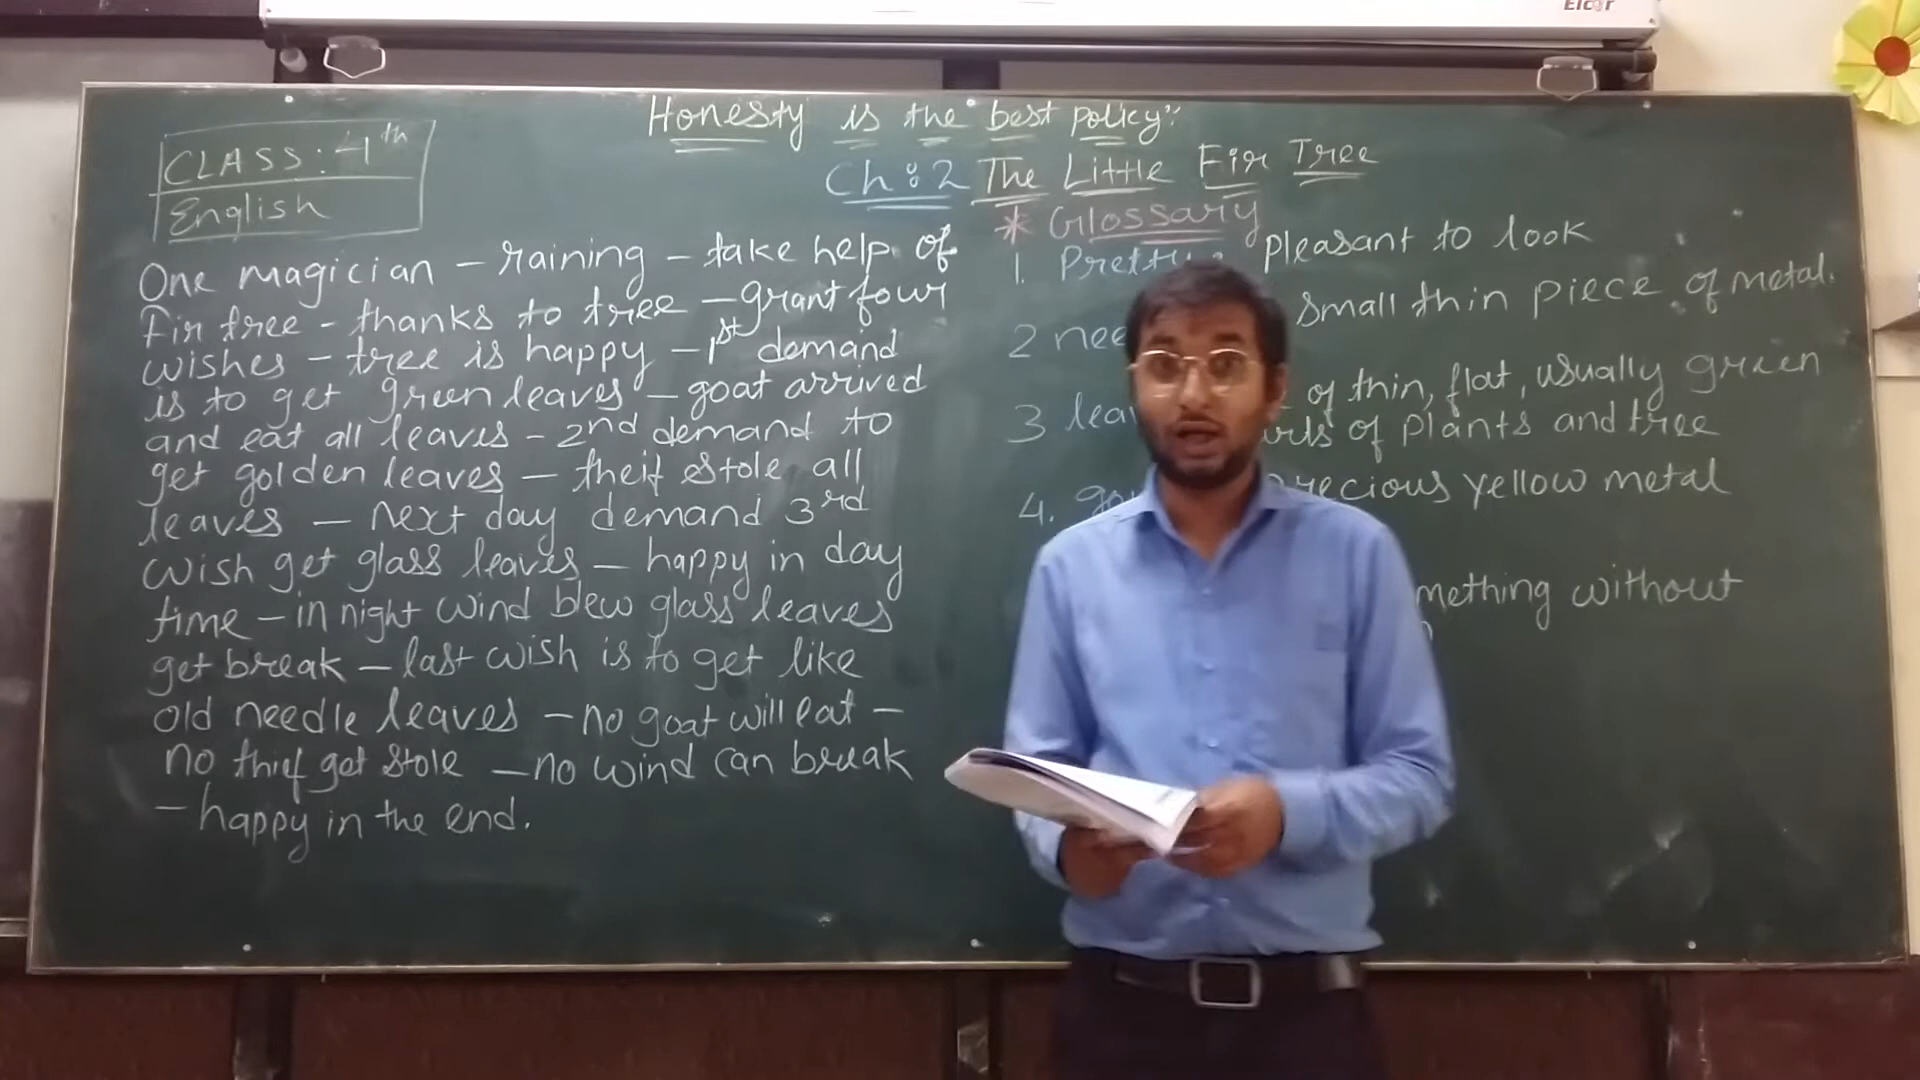 Honesty is the best policy"
CLASS: 4th
English
Ch:2 The Little Fir Tree
One magician - raining - take help of
fir tree - thanks to tree - grant four
wishes - tree is happy - 1st demand
is to get green leaves - goat arrived
and eat all leaves - 2nd demand to
get golden leaves - theif stole all
leaves - next day demand 3rd
wish get glass leaves - happy in day
time - in night wind blew glass leaves
get break - last wish is to get like
old needle leaves - no goat will eat -
no thief get stole - no wind can break
- happy in the end.
* Glossary
1. Pretty pleasant to look
2 nee small thin piece of metal.
3 lea of thin, flat, usually green
of plants and tree
4. go precious yellow metal
mething without